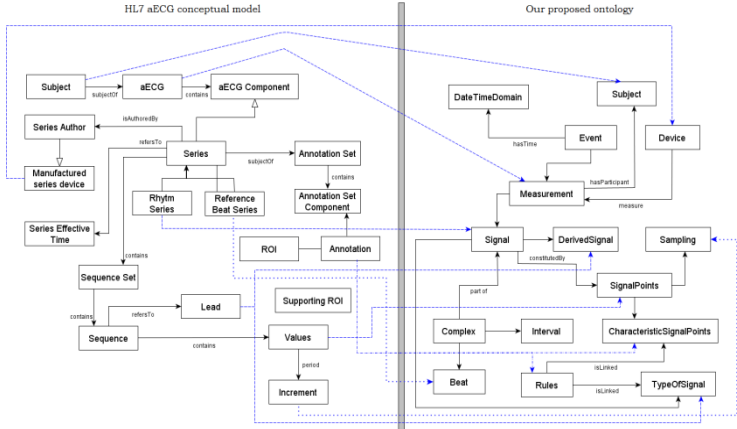 HL7 aECG conceptual model
Our proposed ontology
Subject
subjectOf
aECG
contains
aECG Component
Series Author
isAuthoredBy
refersTo
Series
subjectOf
Annotation Set
contains
Manufactured
series device
Rhytm
Series
Reference
Beat Series
Annotation Set
Component
Series Effective
Time
ROI
Annotation
contains
Sequence Set
contains
refersTo
Lead
Supporting ROI
Sequence
contains
Values
period
Increment
DateTimeDomain
Subject
hasTime
Event
Device
Measurement
hasParticipant
measure
Signal
DerivedSignal
Sampling
constitutedBy
SignalPoints
part of
Complex
Interval
CharacteristicSignalPoints
isLinked
Beat
Rules
isLinked
TypeOfSignal